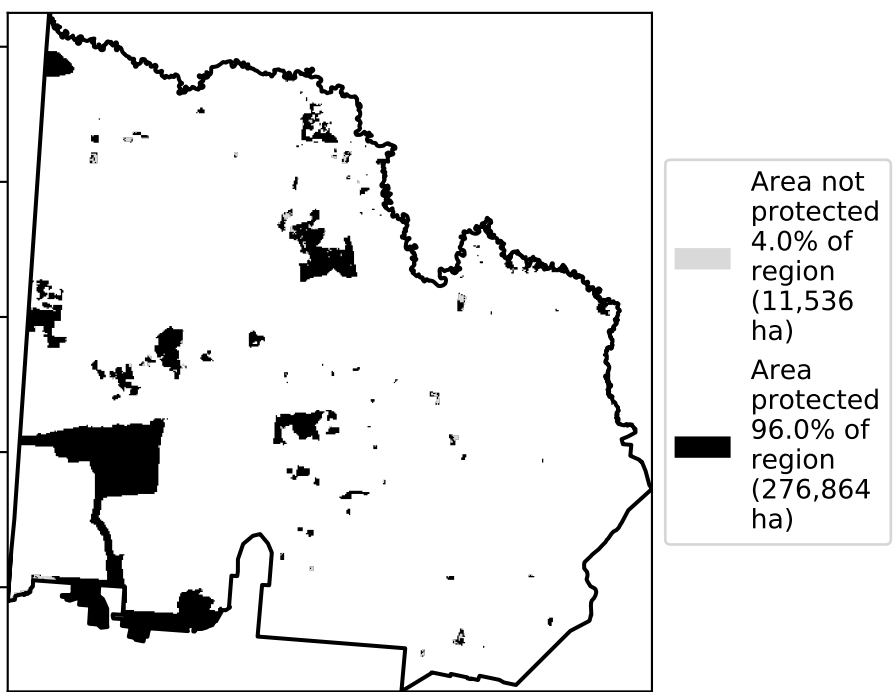 Area not
protected
4.0% of
region
(11,536
ha)
Area
protected
96.0% of
region
(276,864
ha)